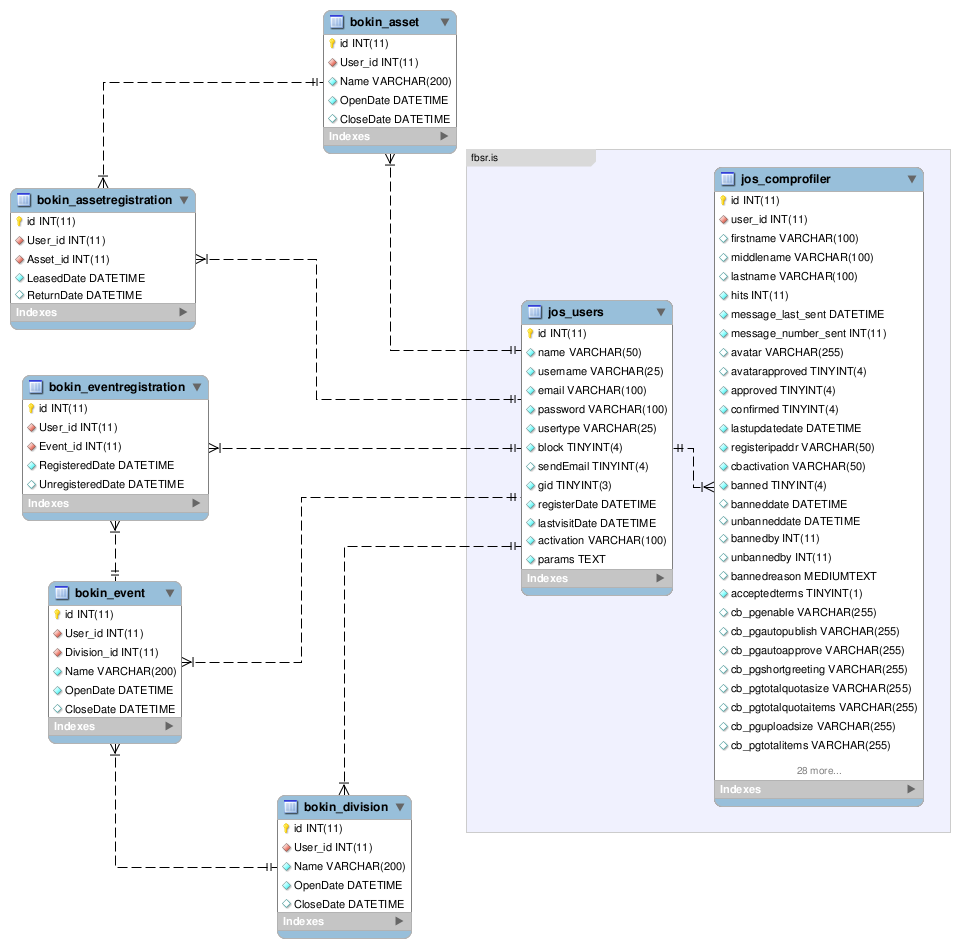 bokin_asset
id INT(11)
User_id INT(11)
Name VARCHAR(200)
OpenDate DATETIME
CloseDate DATETIME
Indexes
bokin_assetregistration
id INT(11)
User_id INT(11)
Asset_id INT(11)
LeasedDate DATETIME
ReturnDate DATETIME
Indexes
bokin_eventregistration
id INT(11)
User_id INT(11)
Event_id INT(11)
RegisteredDate DATETIME
UnregisteredDate DATETIME
Indexes
bokin_event
id INT(11)
User_id INT(11)
Division_id INT(11)
Name VARCHAR(200)
OpenDate DATETIME
CloseDate DATETIME
Indexes
bokin_division
id INT(11)
User_id INT(11)
Name VARCHAR(200)
OpenDate DATETIME
CloseDate DATETIME
Indexes
fbsr.is
jos_users
id INT(11)
name VARCHAR(50)
username VARCHAR(25)
email VARCHAR(100)
password VARCHAR(100)
usertype VARCHAR(25)
block TINYINT(4)
sendEmail TINYINT(4)
gid TINYINT(3)
registerDate DATETIME
lastvisitDate DATETIME
activation VARCHAR(100)
params TEXT
Indexes
jos_comprofiler
id INT(11)
user_id INT(11)
firstname VARCHAR(100)
middlename VARCHAR(100)
lastname VARCHAR(100)
hits INT(11)
message_last_sent DATETIME
message_number_sent INT(11)
avatar VARCHAR(255)
avatarapproved TINYINT(4)
approved TINYINT(4)
confirmed TINYINT(4)
lastupdatedate DATETIME
registeripaddr VARCHAR(50)
cbactivation VARCHAR(50)
banned TINYINT(4)
banneddate DATETIME
unbanneddate DATETIME
bannedby INT(11)
unbannedby INT(11)
bannedreason MEDIUMTEXT
acceptedterms TINYINT(1)
cb_pgenable VARCHAR(255)
cb_pgautopublish VARCHAR(255)
cb_pgautoapprove VARCHAR(255)
cb_pgshortgreeting VARCHAR(255)
cb_pgtotalquotasize VARCHAR(255)
cb_pgtotalquotaitems VARCHAR(255)
cb_pguploadsize VARCHAR(255)
cb_pgtotalitems VARCHAR(255)
28 more...
Indexes